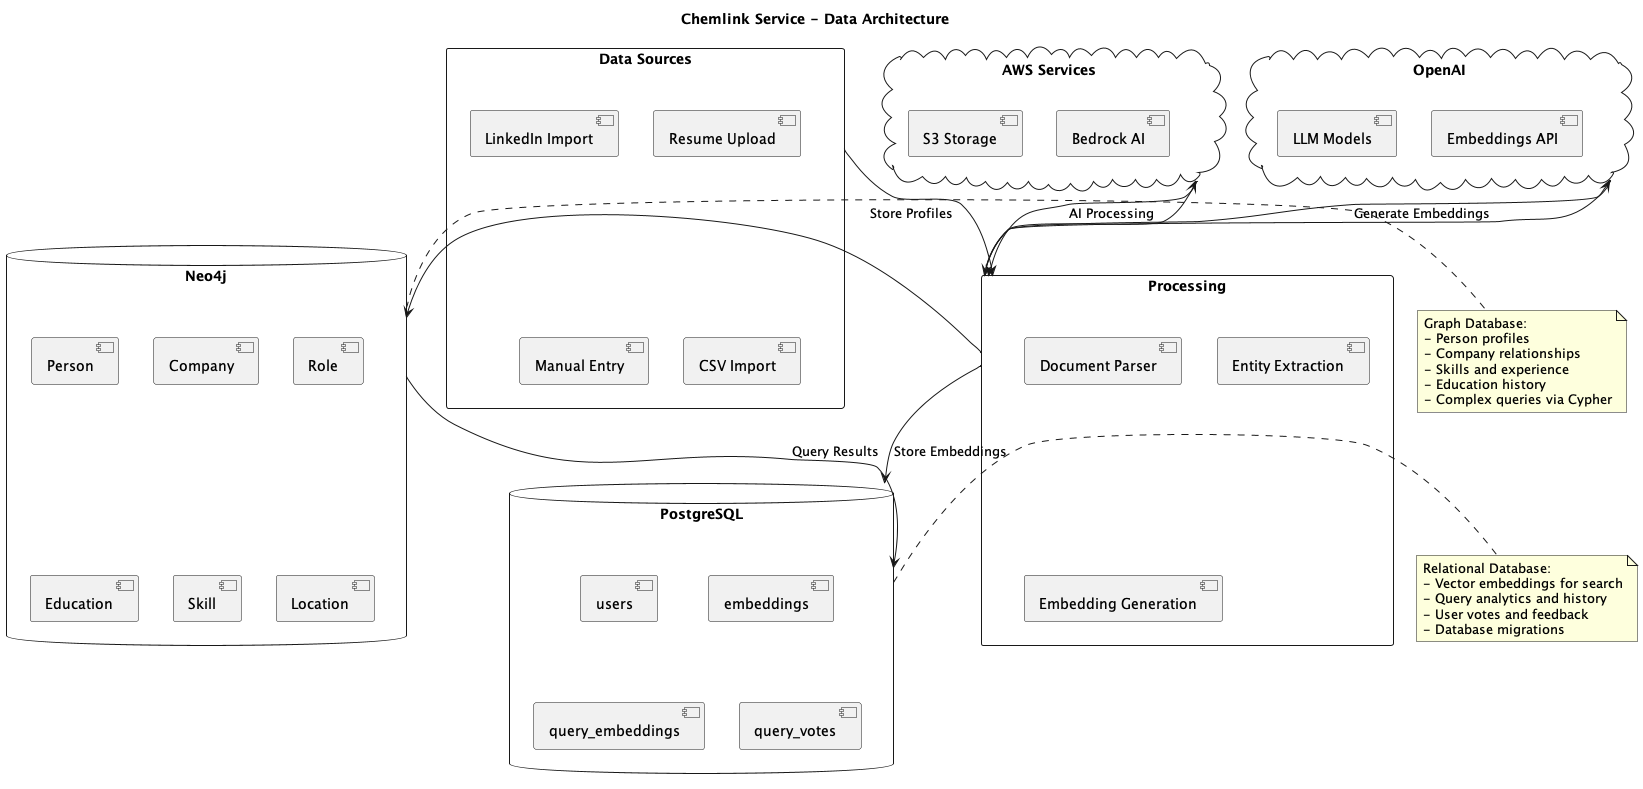 Chemlink Service - Data Architecture
Data Sources
LinkedIn Import
Resume Upload
Manual Entry
CSV Import
AWS Services
S3 Storage
Bedrock AI
OpenAI
LLM Models
Embeddings API
Store Profiles
AI Processing
Generate Embeddings
Neo4j
Person
Company
Role
Education
Skill
Location
Processing
Document Parser
Entity Extraction
Embedding Generation
Graph Database:
- Person profiles
- Company relationships
- Skills and experience
- Education history
- Complex queries via Cypher
Query Results
Store Embeddings
PostgreSQL
users
embeddings
query_embeddings
query_votes
Relational Database:
- Vector embeddings for search
- Query analytics and history
- User votes and feedback
- Database migrations